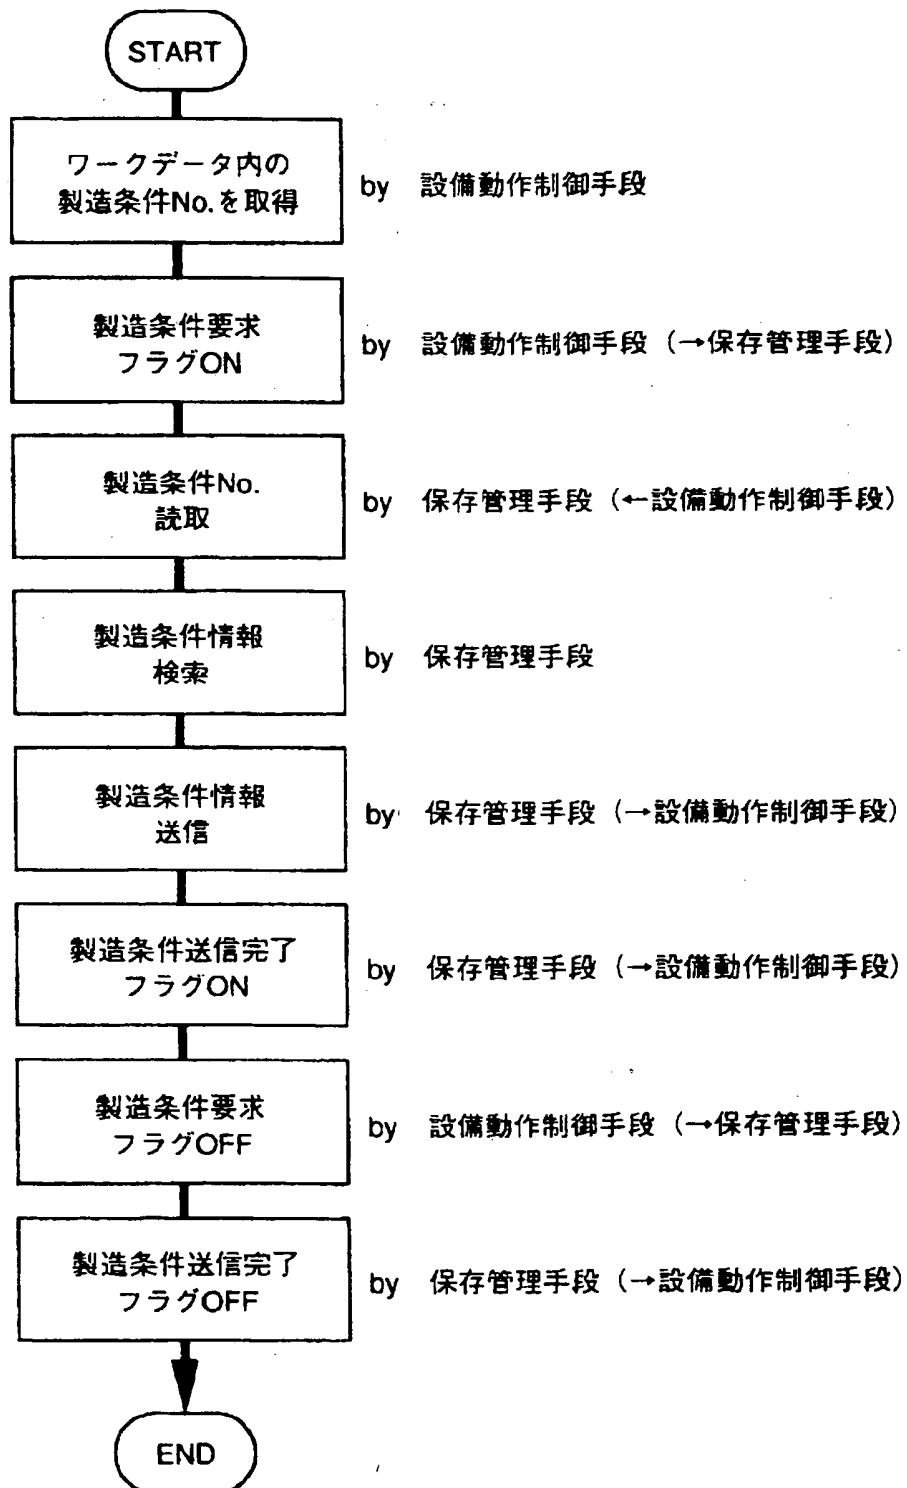 START
ワークデータ内の
製造条件No.を取得
by 設備動作制御手段
製造条件要求
フラグON
by 設備動作制御手段（→保存管理手段）
製造条件No.
読取
by 保存管理手段（←設備動作制御手段）
製造条件情報
検索
by 保存管理手段
製造条件情報
送信
by 保存管理手段（→設備動作制御手段）
製造条件送信完了
フラグON
by 保存管理手段（→設備動作制御手段）
製造条件要求
フラグOFF
by 設備動作制御手段（→保存管理手段）
製造条件送信完了
フラグOFF
by 保存管理手段（→設備動作制御手段）
END